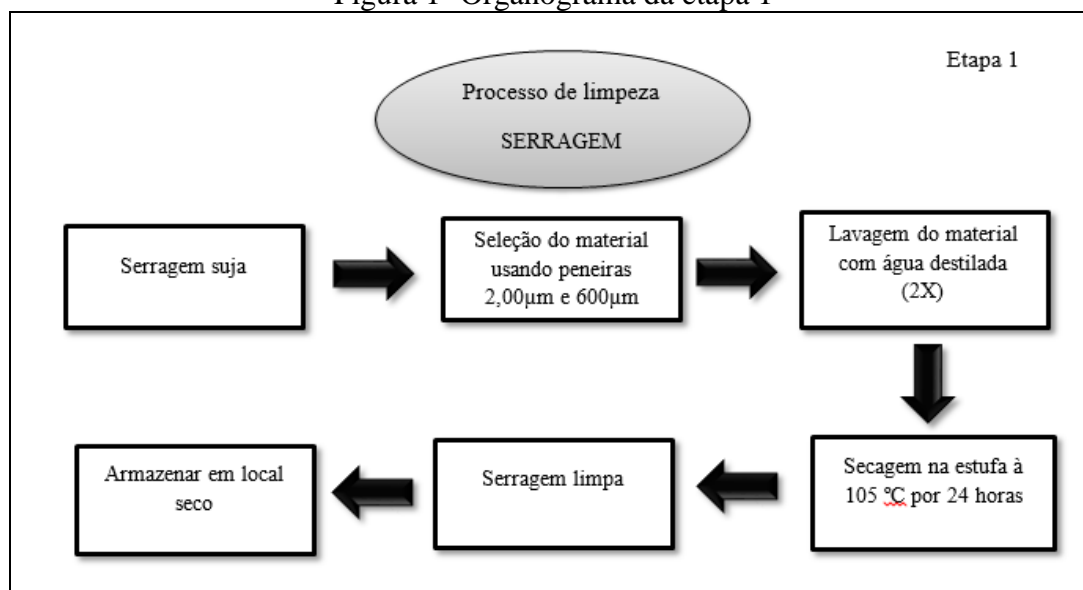 Figura 1- Organograma da etapa 1
Etapa 1
Processo de limpeza
SERRAGEM
Serragem suja
Seleção do material
usando peneiras
2,00µm e 600µm
Lavagem do material
com água destilada
(2X)
Secagem na estufa à
105 ℃ por 24 horas
Serragem limpa
Armazenar em local
seco